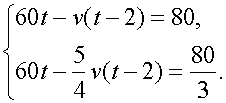 60t − v(t − 2) = 80,
60t − 5/4 v(t − 2) = 80/3.